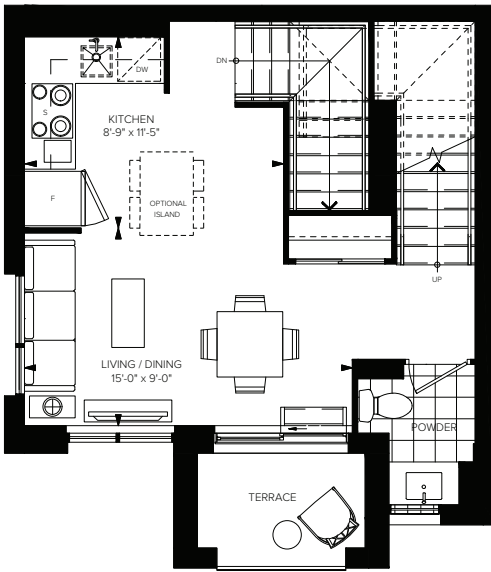 DN
DW
S
KITCHEN
8'-9" x 11'-5"
F
OPTIONAL
ISLAND
UP
LIVING / DINING
15'-0" x 9'-0"
POWDER
TERRACE